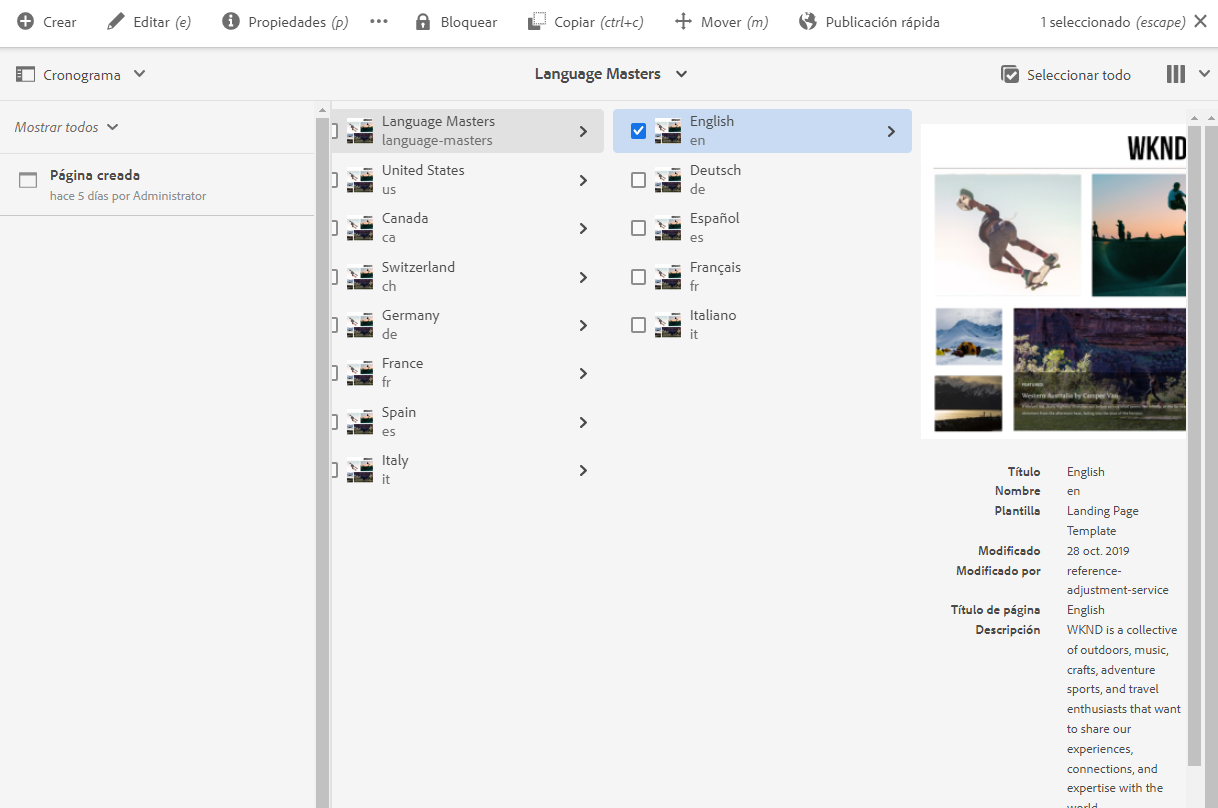 Crear Editar (e) Propiedades (p) ••• Bloquear Copiar (ctrl+c) Mover (m) Publicación rápida 1 seleccionado (escape)
Cronograma Language Masters Seleccionar todo
Mostrar todos
Página creada
hace 5 días por Administrator
Language Masters
language-masters
United States
us
Canada
ca
Switzerland
ch
Germany
de
France
fr
Spain
es
Italy
it
English
en
Deutsch
de
Español
es
Français
fr
Italiano
it
WKND
FEATURED
Western Australia by Camper Van
Título English
Nombre en
Plantilla Landing Page
Template
Modificado 28 oct. 2019
Modificado por reference-
adjustment-service
Título de página English
Descripción WKND is a collective
of outdoors, music,
crafts, adventure
sports, and travel
enthusiasts that want
to share our
experiences,
connections, and
expertise with the
world